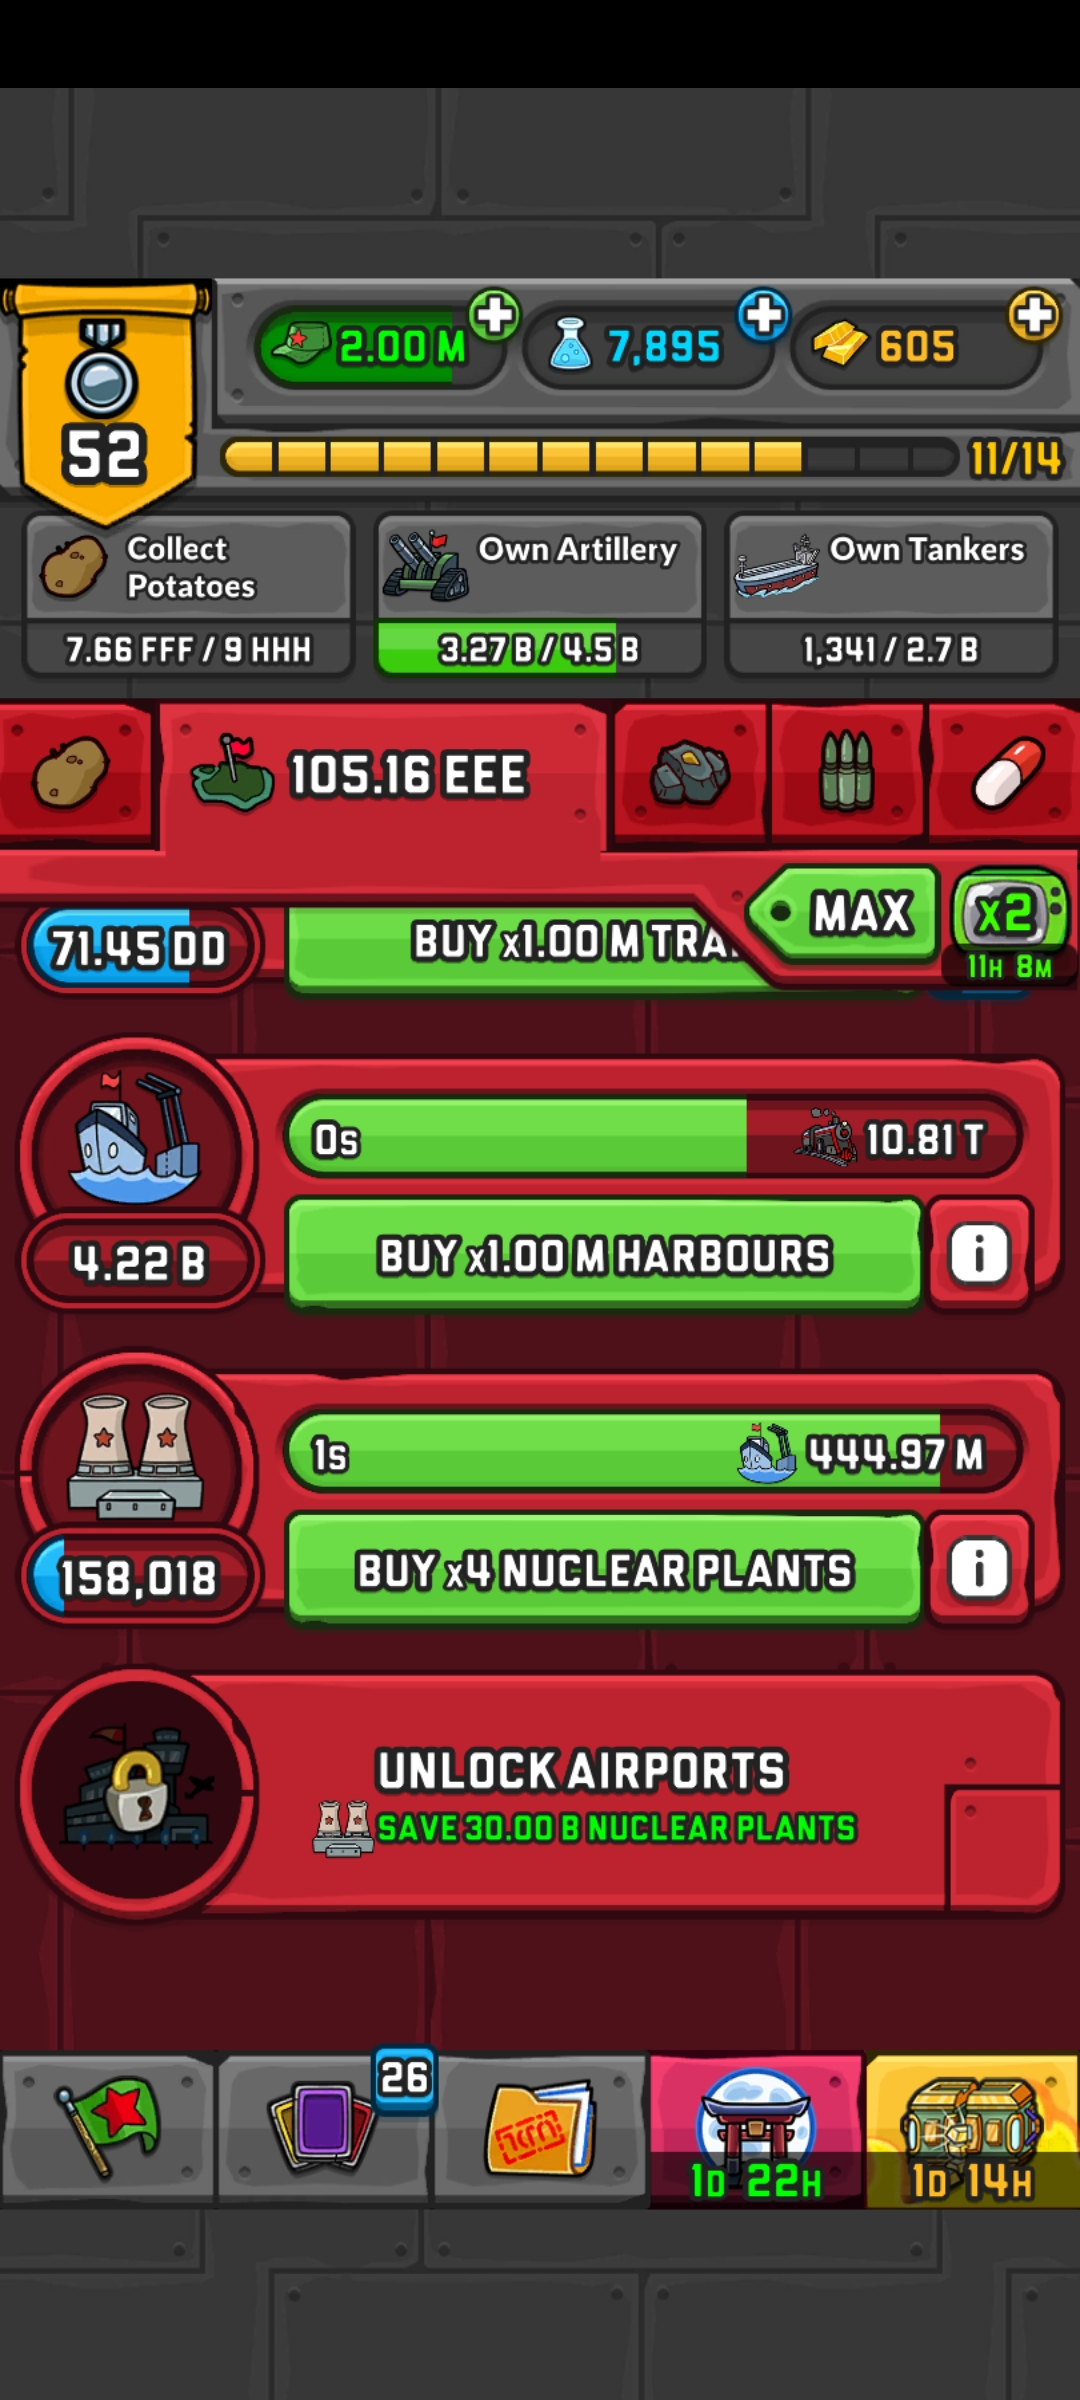 2.00 M
7,895
605
52
11/14
Collect
Potatoes
7.66 FFF / 9 HHH
Own Artillery
3.27 B / 4.5 B
Own Tankers
1,341 / 2.7 B
105.16 EEE
MAX
x2
11H 8M
71.45 DD
BUY x1.00 M TRA
0s
10.81 T
4.22 B
BUY x1.00 M HARBOURS
i
1s
444.97 M
158,018
BUY x4 NUCLEAR PLANTS
i
UNLOCK AIRPORTS
SAVE 30.00 B NUCLEAR PLANTS
26
1D 22H
1D 14H